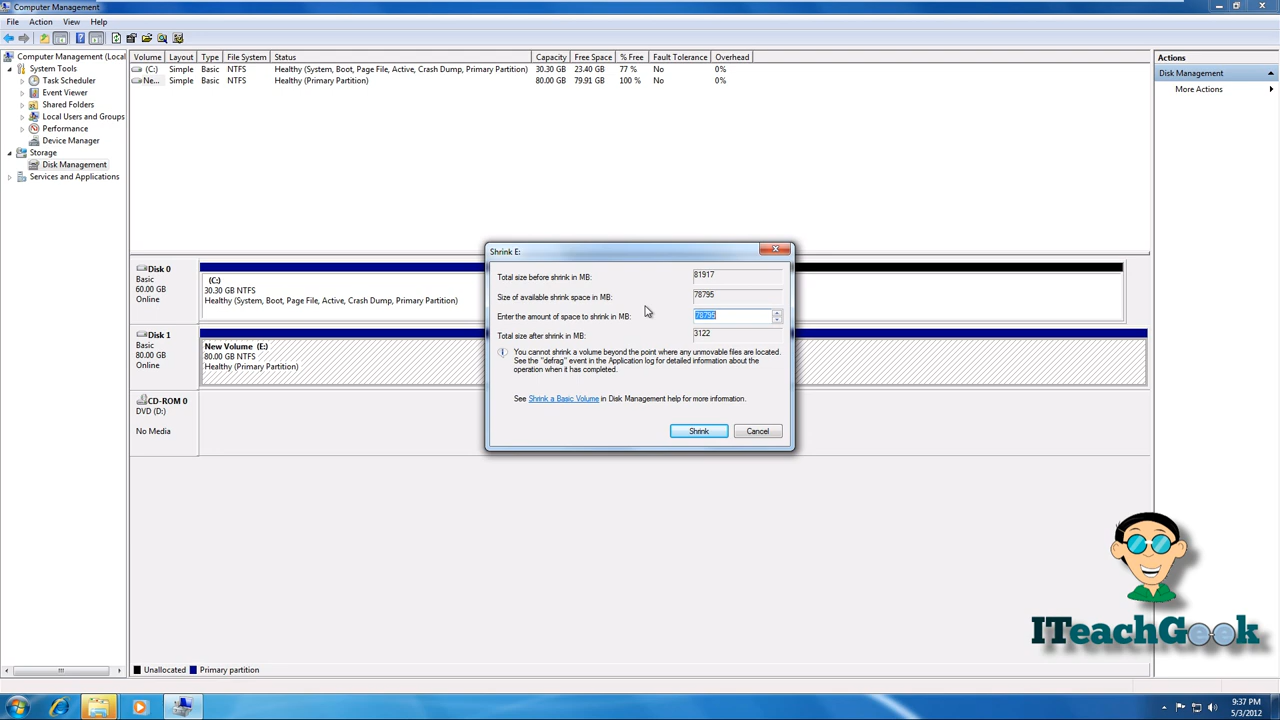 Computer Management
File Action View Help
Computer Management (Local
System Tools
Task Scheduler
Event Viewer
Shared Folders
Local Users and Groups
Performance
Device Manager
Storage
Disk Management
Services and Applications
Volume Layout Type File System Status Capacity Free Space % Free Fault Tolerance Overhead
(C:) Simple Basic NTFS Healthy (System, Boot, Page File, Active, Crash Dump, Primary Partition) 30.30 GB 23.40 GB 77 % No 0%
Ne... Simple Basic NTFS Healthy (Primary Partition) 80.00 GB 79.91 GB 100 % No 0%
Actions
Disk Management
More Actions
Disk 0
Basic
60.00 GB
Online
(C:)
30.30 GB NTFS
Healthy (System, Boot, Page File, Active, Crash Dump, Primary Partition)
Disk 1
Basic
80.00 GB
Online
New Volume (E:)
80.00 GB NTFS
Healthy (Primary Partition)
CD-ROM 0
DVD (D:)
No Media
Shrink E:
Total size before shrink in MB: 81917
Size of available shrink space in MB: 78795
Enter the amount of space to shrink in MB: 78795
Total size after shrink in MB: 3122
You cannot shrink a volume beyond the point where any unmovable files are located.
See the "defrag" event in the Application log for detailed information about the
operation when it has completed.
See Shrink a Basic Volume in Disk Management help for more information.
Shrink Cancel
ITeachGeek
Unallocated Primary partition
9:37 PM
5/3/2012